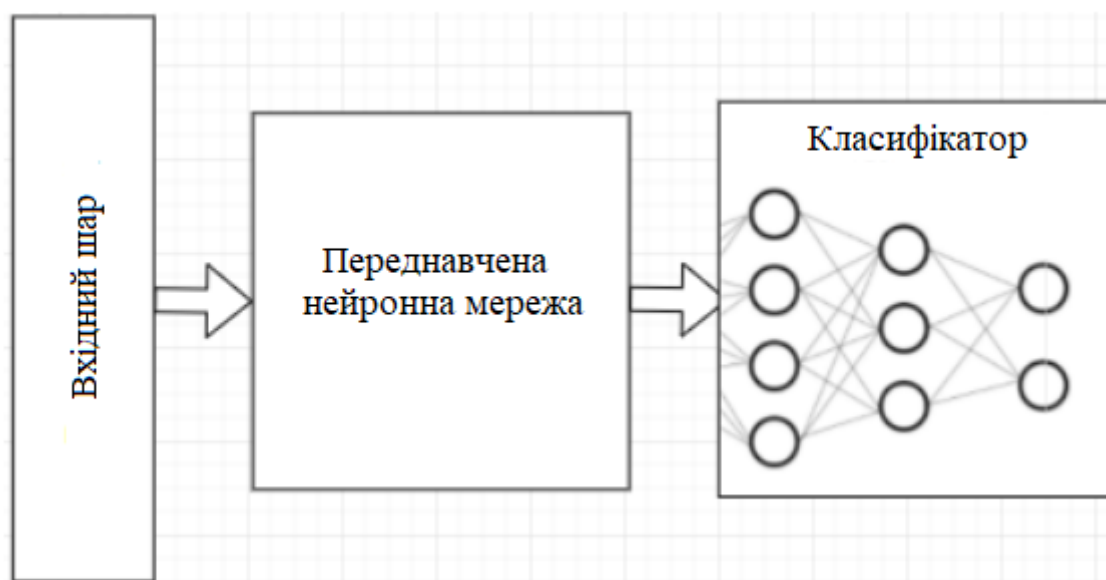 Вхідний шар
Переднавчена
нейронна мережа
Класифікатор